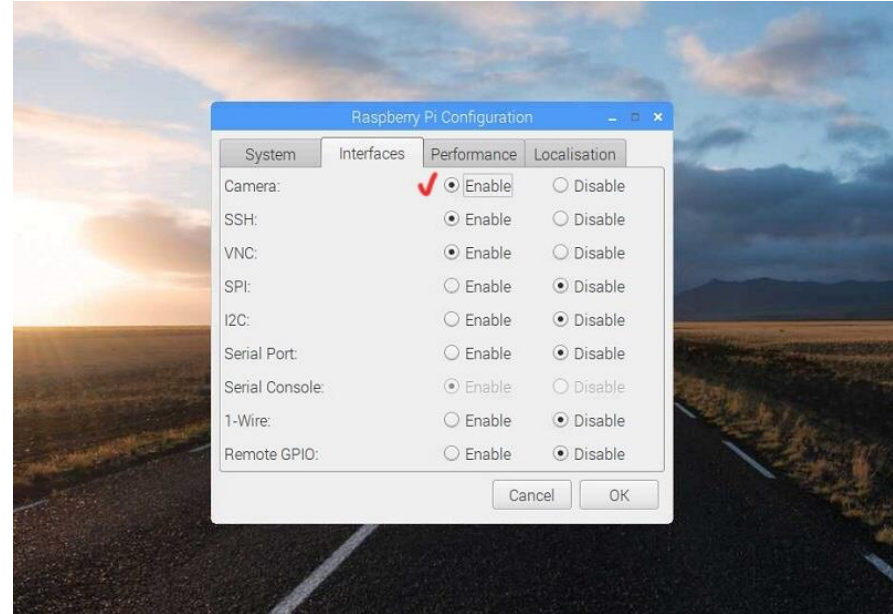 Raspberry Pi Configuration
System Interfaces Performance Localisation
Camera: Enable Disable
SSH: Enable Disable
VNC: Enable Disable
SPI: Enable Disable
I2C: Enable Disable
Serial Port: Enable Disable
Serial Console: Enable Disable
1-Wire: Enable Disable
Remote GPIO: Enable Disable
Cancel OK